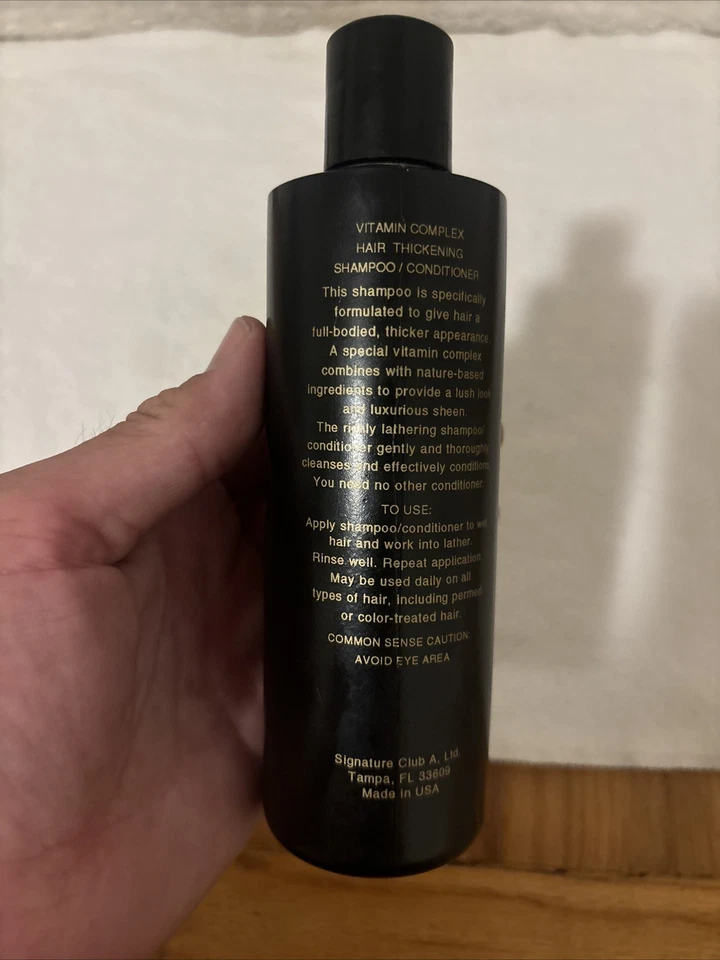 VITAMIN COMPLEX
HAIR THICKENING
SHAMPOO / CONDITIONER
This shampoo is specifically
formulated to give hair a
full-bodied, thicker appearance.
A special vitamin complex
combines with nature-based
ingredients to provide a lush look
and luxurious sheen.
The richly lathering shampoo/
conditioner gently and thoroughly
cleanses and effectively conditions.
You need no other conditioner.
TO USE:
Apply shampoo/conditioner to wet
hair and work into lather.
Rinse well. Repeat application.
May be used daily on all
types of hair, including permed
or color-treated hair.
COMMON SENSE CAUTION:
AVOID EYE AREA
Signature Club A, Ltd.
Tampa, FL 33609
Made in USA